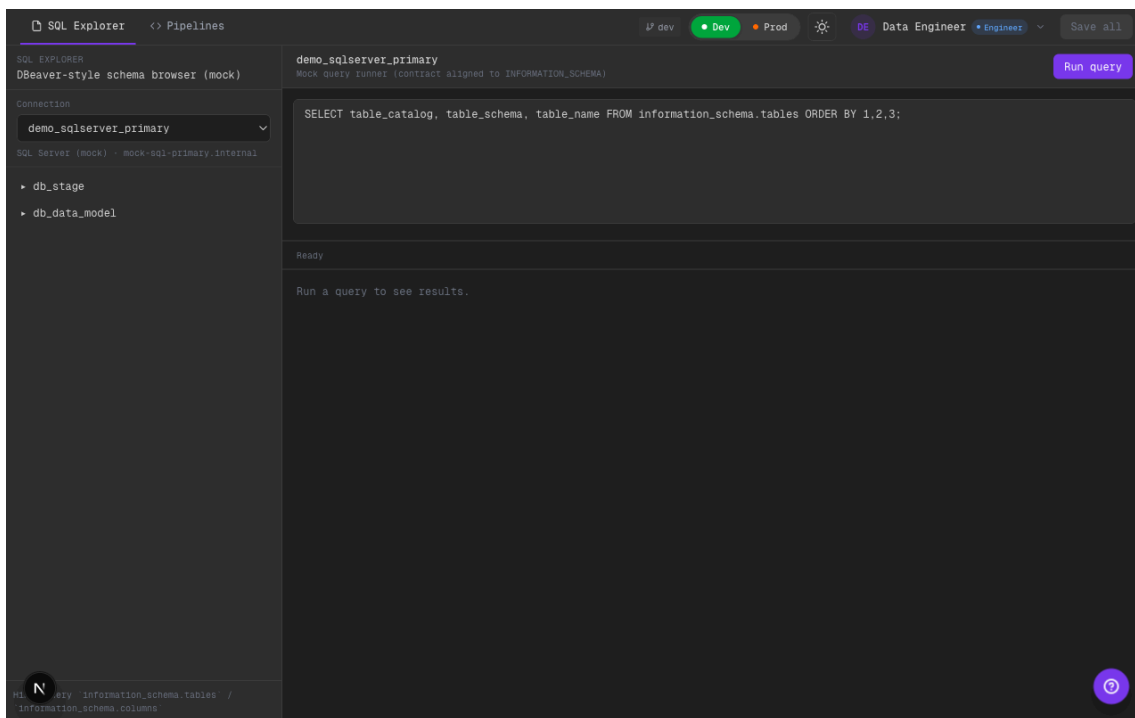 SQL Explorer
Pipelines
dev
Dev
Prod
DE
Data Engineer
Engineer
Save all
SQL EXPLORER
DBeaver-style schema browser (mock)
Connection
demo_sqlserver_primary
SQL Server (mock) · mock-sql-primary.internal
▸ db_stage
▸ db_data_model
demo_sqlserver_primary
Mock query runner (contract aligned to INFORMATION_SCHEMA)
Run query
SELECT table_catalog, table_schema, table_name FROM information_schema.tables ORDER BY 1,2,3;
Ready
Run a query to see results.
N
`information_schema.tables` /
`information_schema.columns`